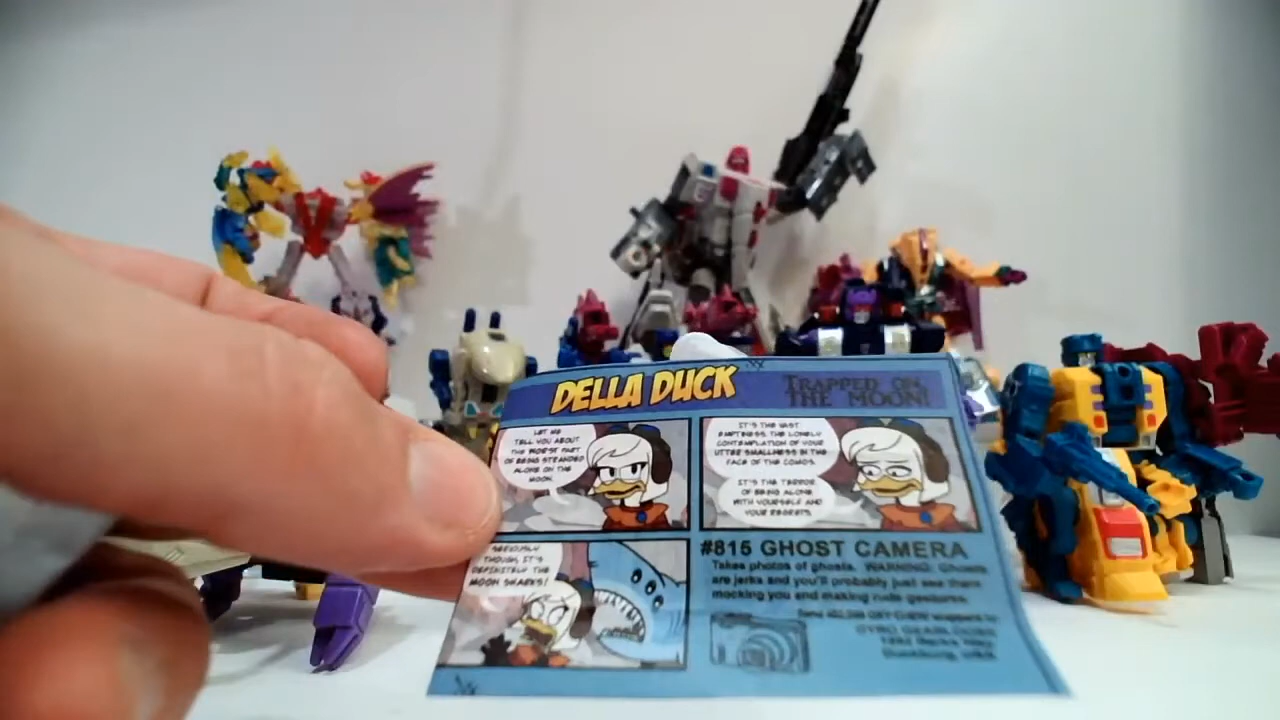 DELLA DUCK
TRAPPED ON
THE MOON!
LET ME
TELL YOU ABOUT
THE WORST PART
OF BEING STRANDED
ALONE ON THE
MOON.
IT'S THE VAST
EMPTINESS. THE LONELY
CONTEMPLATION OF YOUR
UTTER SMALLNESS IN THE
FACE OF THE COMOS.
IT'S THE TERROR
OF BEING ALONE
WITH YOURSELF AND
YOUR REGRETS.
SERIOUSLY
THOUGH, IT'S
DEFINITELY THE
MOON SHARKS!
#815 GHOST CAMERA
Takes photos of ghosts. WARNING: Ghosts
are jerks and you'll probably just see them
mocking you and making rude gestures.